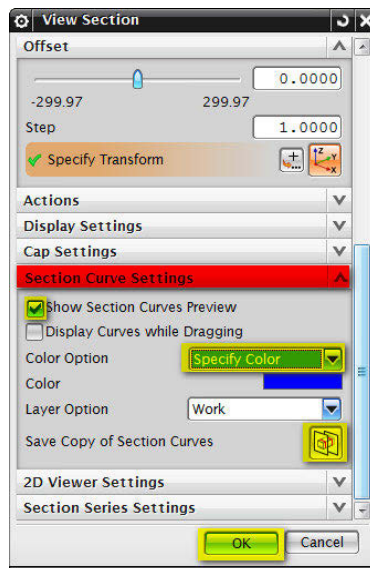 View Section
Offset
0.0000
-299.97 299.97
Step 1.0000
Specify Transform
Actions
Display Settings
Cap Settings
Section Curve Settings
Show Section Curves Preview
Display Curves while Dragging
Color Option Specify Color
Color
Layer Option Work
Save Copy of Section Curves
2D Viewer Settings
Section Series Settings
OK Cancel